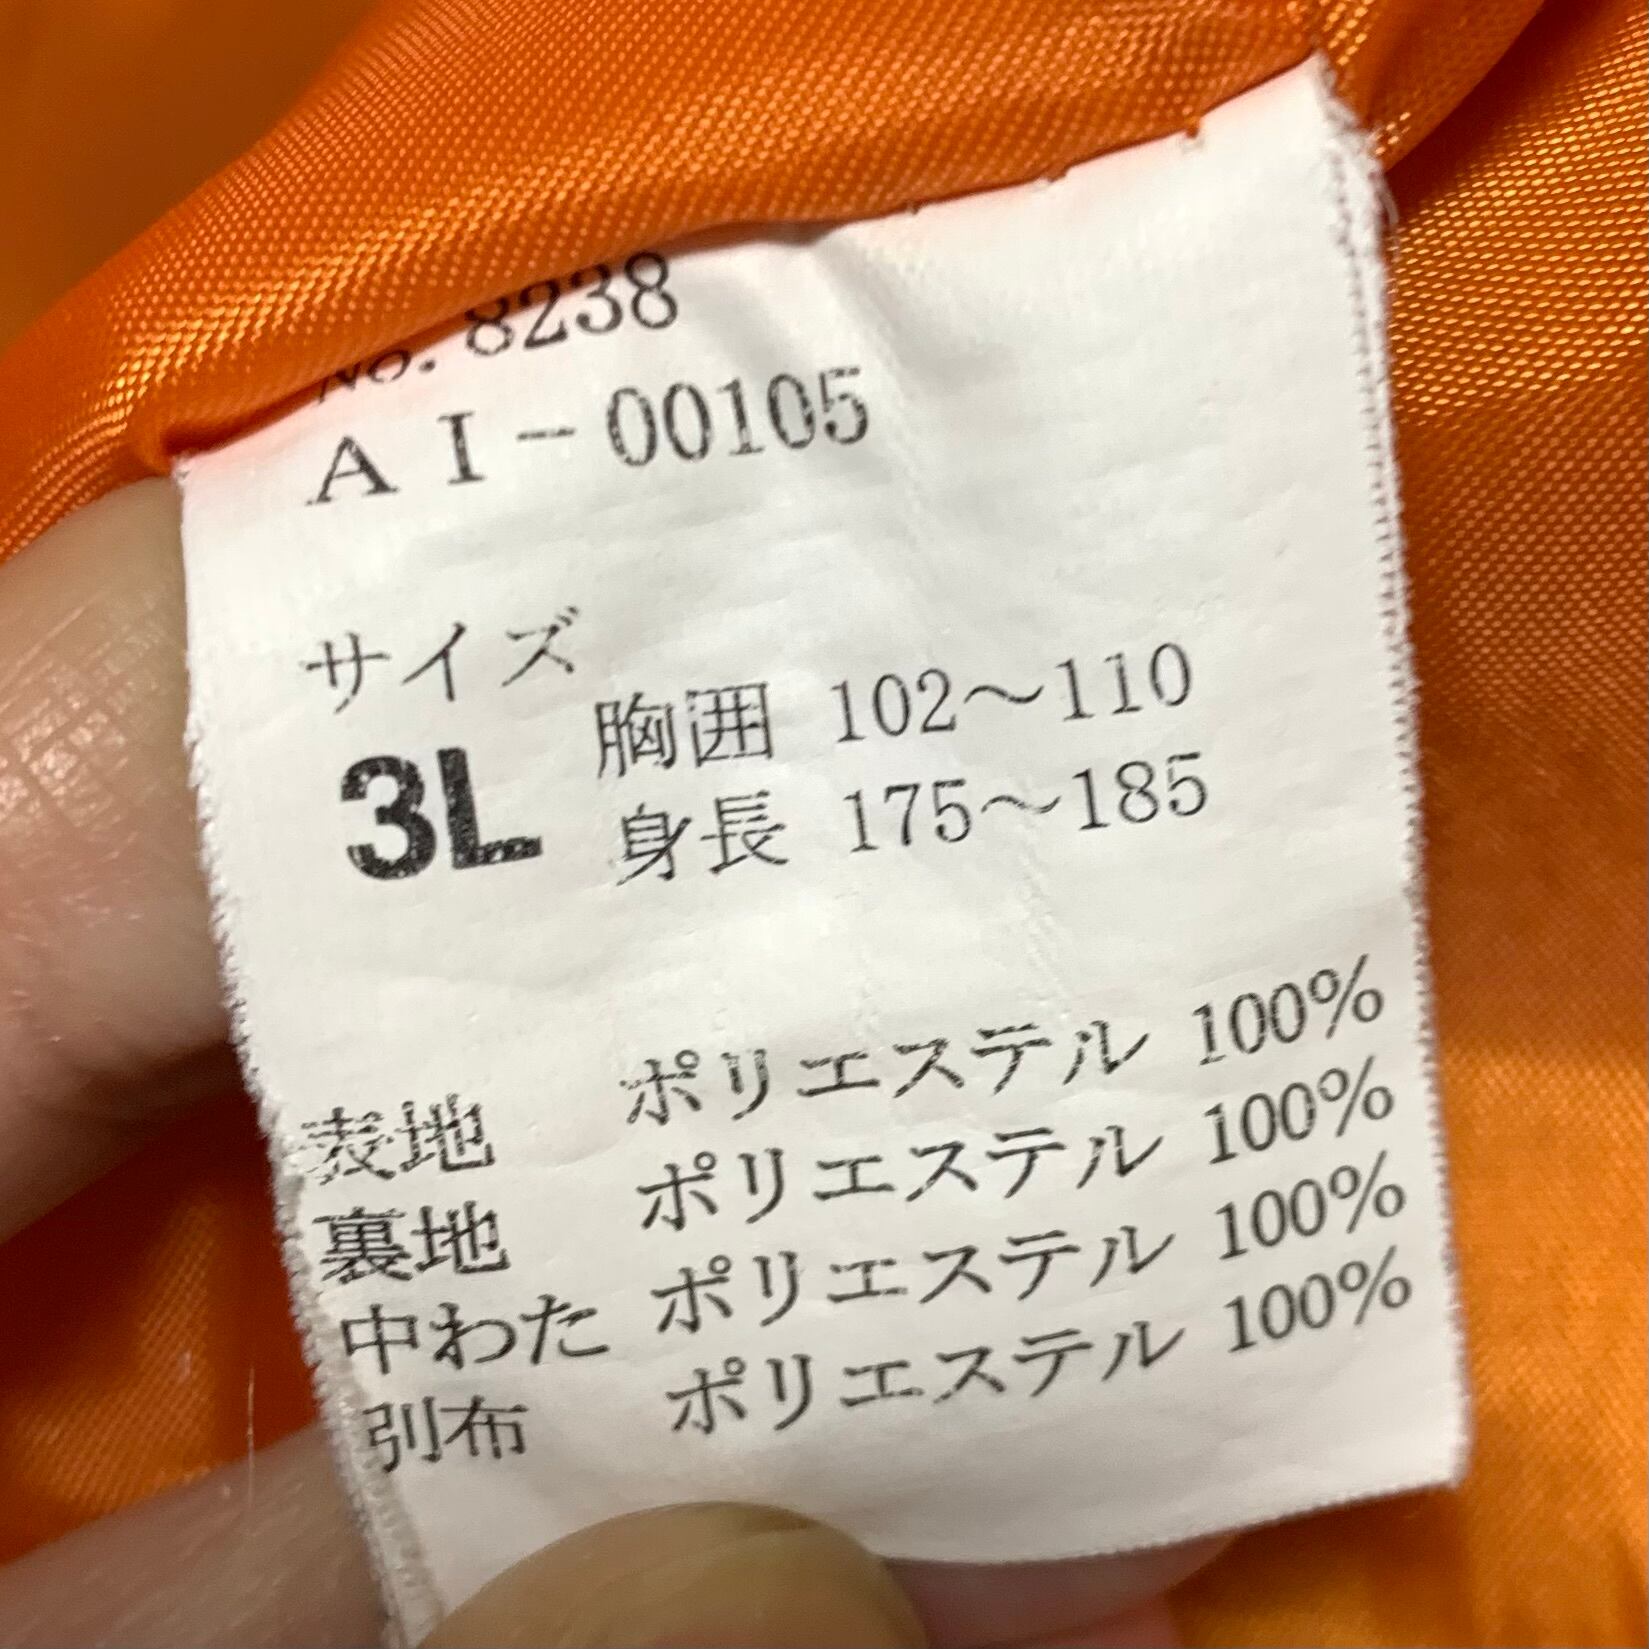 No. 8238
AI-00105
サイズ
3L
胸囲 102〜110
身長 175〜185
表地 ポリエステル 100%
裏地 ポリエステル 100%
中わた ポリエステル 100%
引布 ポリエステル 100%